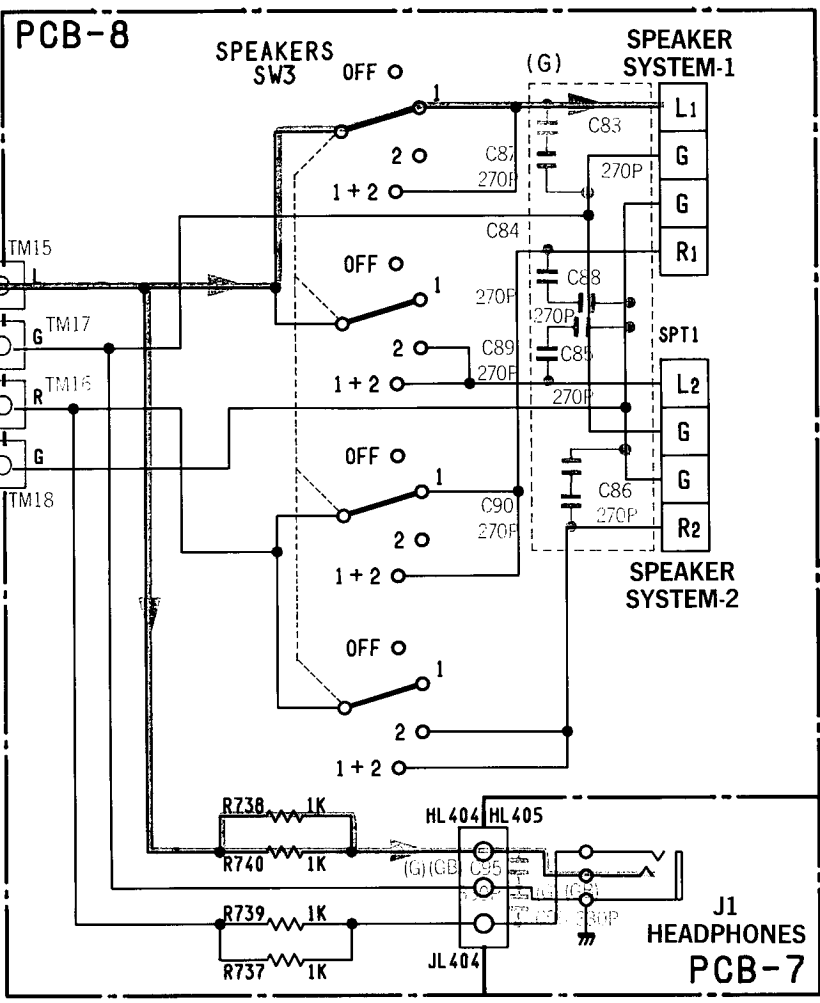 PCB-8
SPEAKERS
SW3
OFF
1
2
1+2
(G)
SPEAKER
SYSTEM-1
C83
C87
270P
270P
L1
G
G
R1
C84
TM15
L
TM17
G
TM16
R
G
TM18
OFF
1
2
1+2
270P
C88
270P
C89
270P
C85
270P
SPT1
L2
G
G
R2
OFF
1
2
1+2
C90
270P
C86
270P
SPEAKER
SYSTEM-2
OFF
1
2
1+2
R738 1K
R740 1K
R739 1K
R737 1K
HL404 HL405
(G)(GB) C95
JL404
J1
HEADPHONES
PCB-7